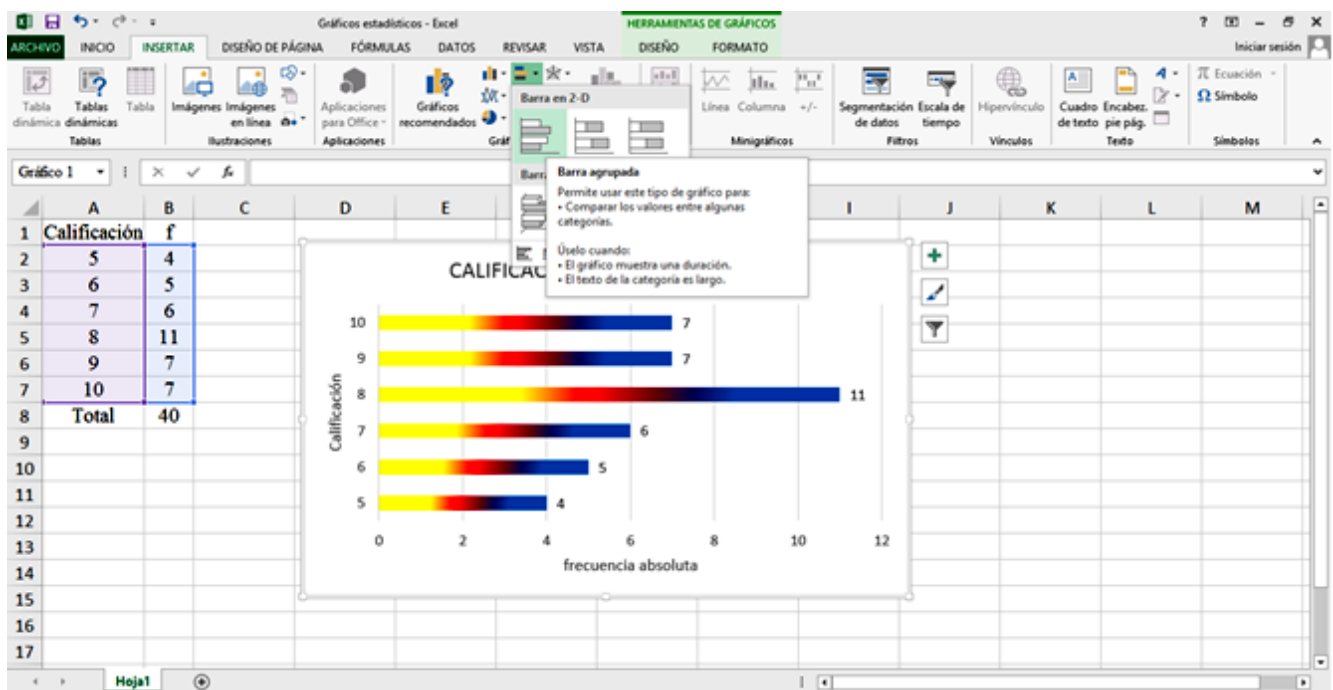 Gráficos estadísticos - Excel
HERRAMIENTAS DE GRÁFICOS
ARCHIVO INICIO INSERTAR DISEÑO DE PÁGINA FÓRMULAS DATOS REVISAR VISTA DISEÑO FORMATO Iniciar sesión
Tabla dinámica
Tablas dinámicas
Tabla
Imágenes
Imágenes en línea
Aplicaciones para Office
Gráficos recomendados
Línea Columna +/-
Segmentación de datos
Escala de tiempo
Hipervínculo
Cuadro de texto
Encabez. pie pág.
Ecuación
Símbolo
Tablas Ilustraciones Aplicaciones Minigráficos Filtros Vínculos Texto Símbolos
Barra en 2-D
Barra agrupada
Permite usar este tipo de gráfico para:
• Comparar los valores entre algunas
categorías.
Úselo cuando:
• El gráfico muestra una duración.
• El texto de la categoría es largo.
Gráfico 1
A B C D E I J K L M
1 Calificación f
2 5 4
3 6 5
4 7 6
5 8 11
6 9 7
7 10 7
8 Total 40
9
10
11
12
13
14
15
16
17
Calificación
10 7
9 7
8 11
7 6
6 5
5 4
0 2 4 6 8 10 12
frecuencia absoluta
Hoja1